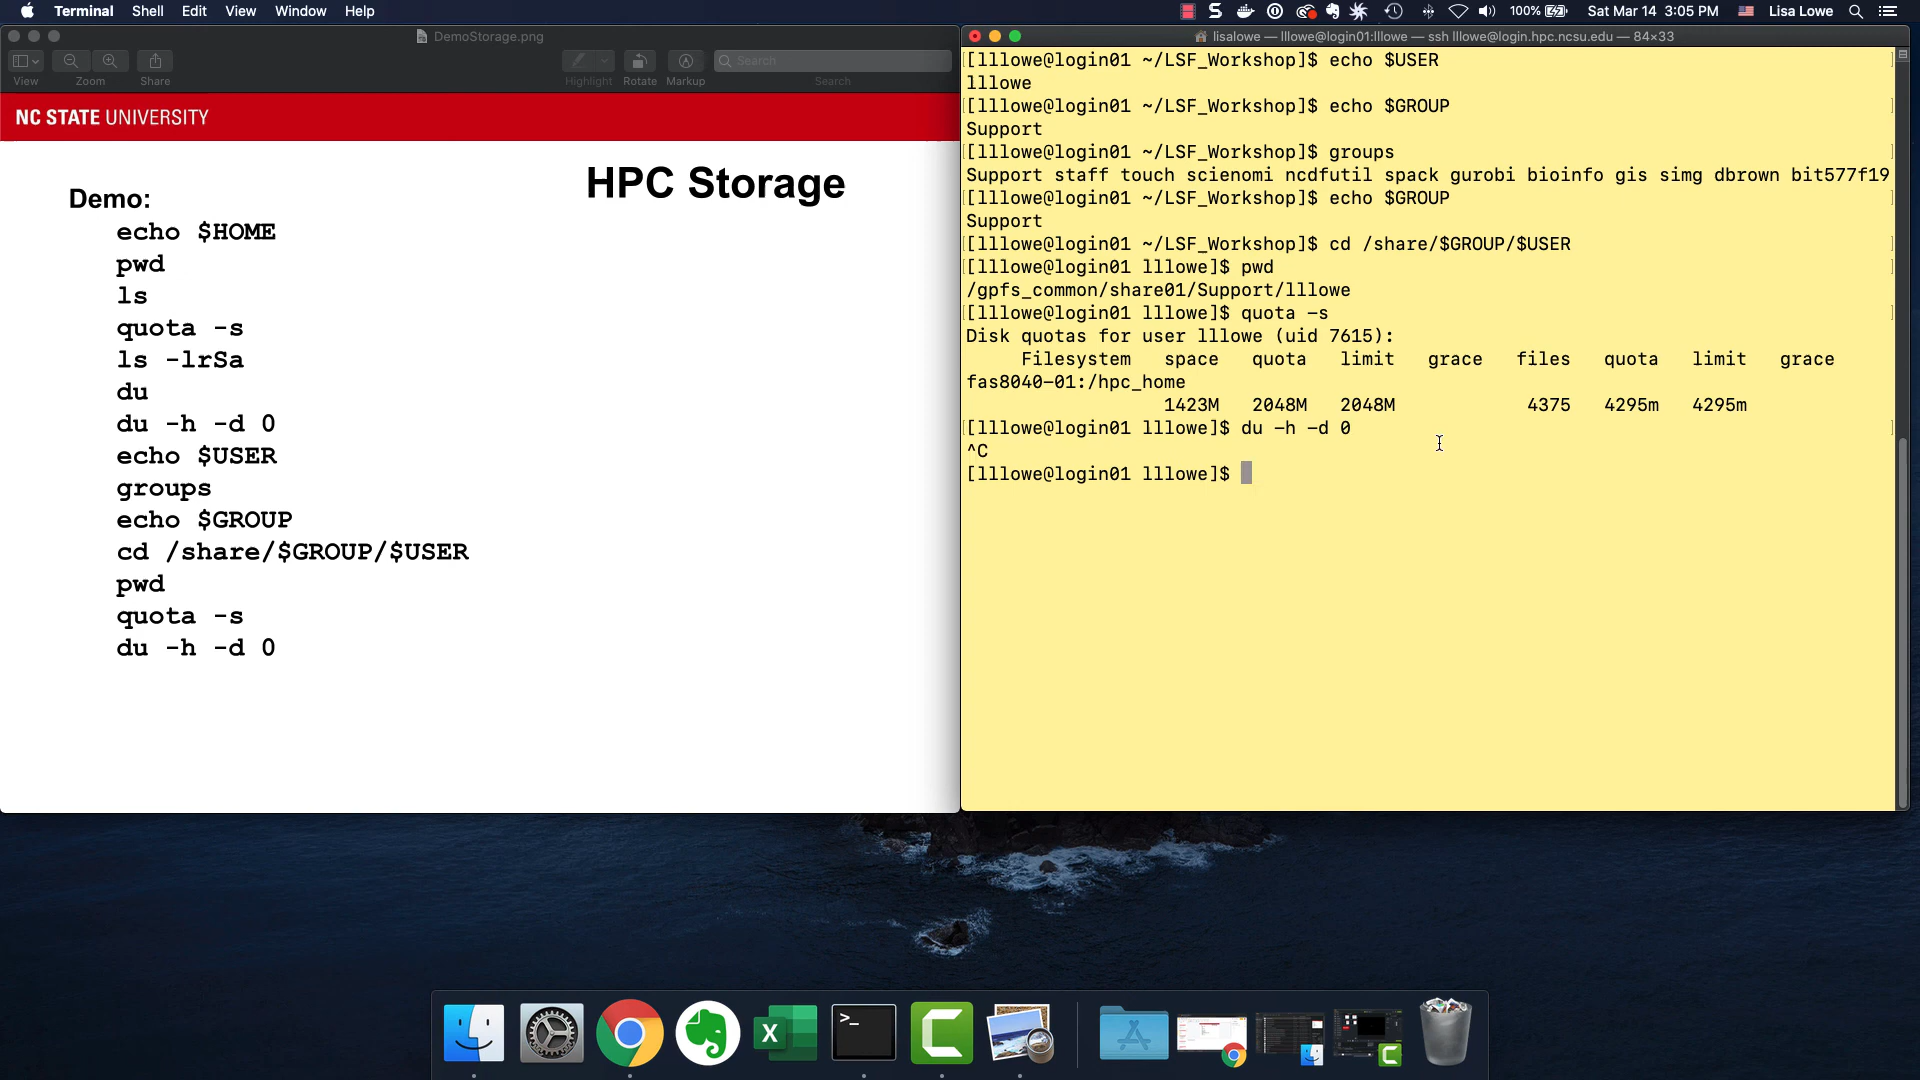 Terminal Shell Edit View Window Help
100% Sat Mar 14 3:05 PM Lisa Lowe
DemoStorage.png
Search
View Zoom Share Highlight Rotate Markup Search
NC STATE UNIVERSITY
HPC Storage
Demo:
echo $HOME
pwd
ls
quota -s
ls -lrSa
du
du -h -d 0
echo $USER
groups
echo $GROUP
cd /share/$GROUP/$USER
pwd
quota -s
du -h -d 0
lisalowe — lllowe@login01:lllowe — ssh lllowe@login.hpc.ncsu.edu — 84×33
[[lllowe@login01 ~/LSF_Workshop]$ echo $USER ]
lllowe
[[lllowe@login01 ~/LSF_Workshop]$ echo $GROUP ]
Support
[[lllowe@login01 ~/LSF_Workshop]$ groups ]
Support staff touch scienomi ncdfutil spack gurobi bioinfo gis simg dbrown bit577f19
[[lllowe@login01 ~/LSF_Workshop]$ echo $GROUP ]
Support
[[lllowe@login01 ~/LSF_Workshop]$ cd /share/$GROUP/$USER ]
[[lllowe@login01 lllowe]$ pwd ]
/gpfs_common/share01/Support/lllowe
[[lllowe@login01 lllowe]$ quota -s ]
Disk quotas for user lllowe (uid 7615):
Filesystem space quota limit grace files quota limit grace
fas8040-01:/hpc_home
1423M 2048M 2048M 4375 4295m 4295m
[[lllowe@login01 lllowe]$ du -h -d 0 ]
^C
[lllowe@login01 lllowe]$